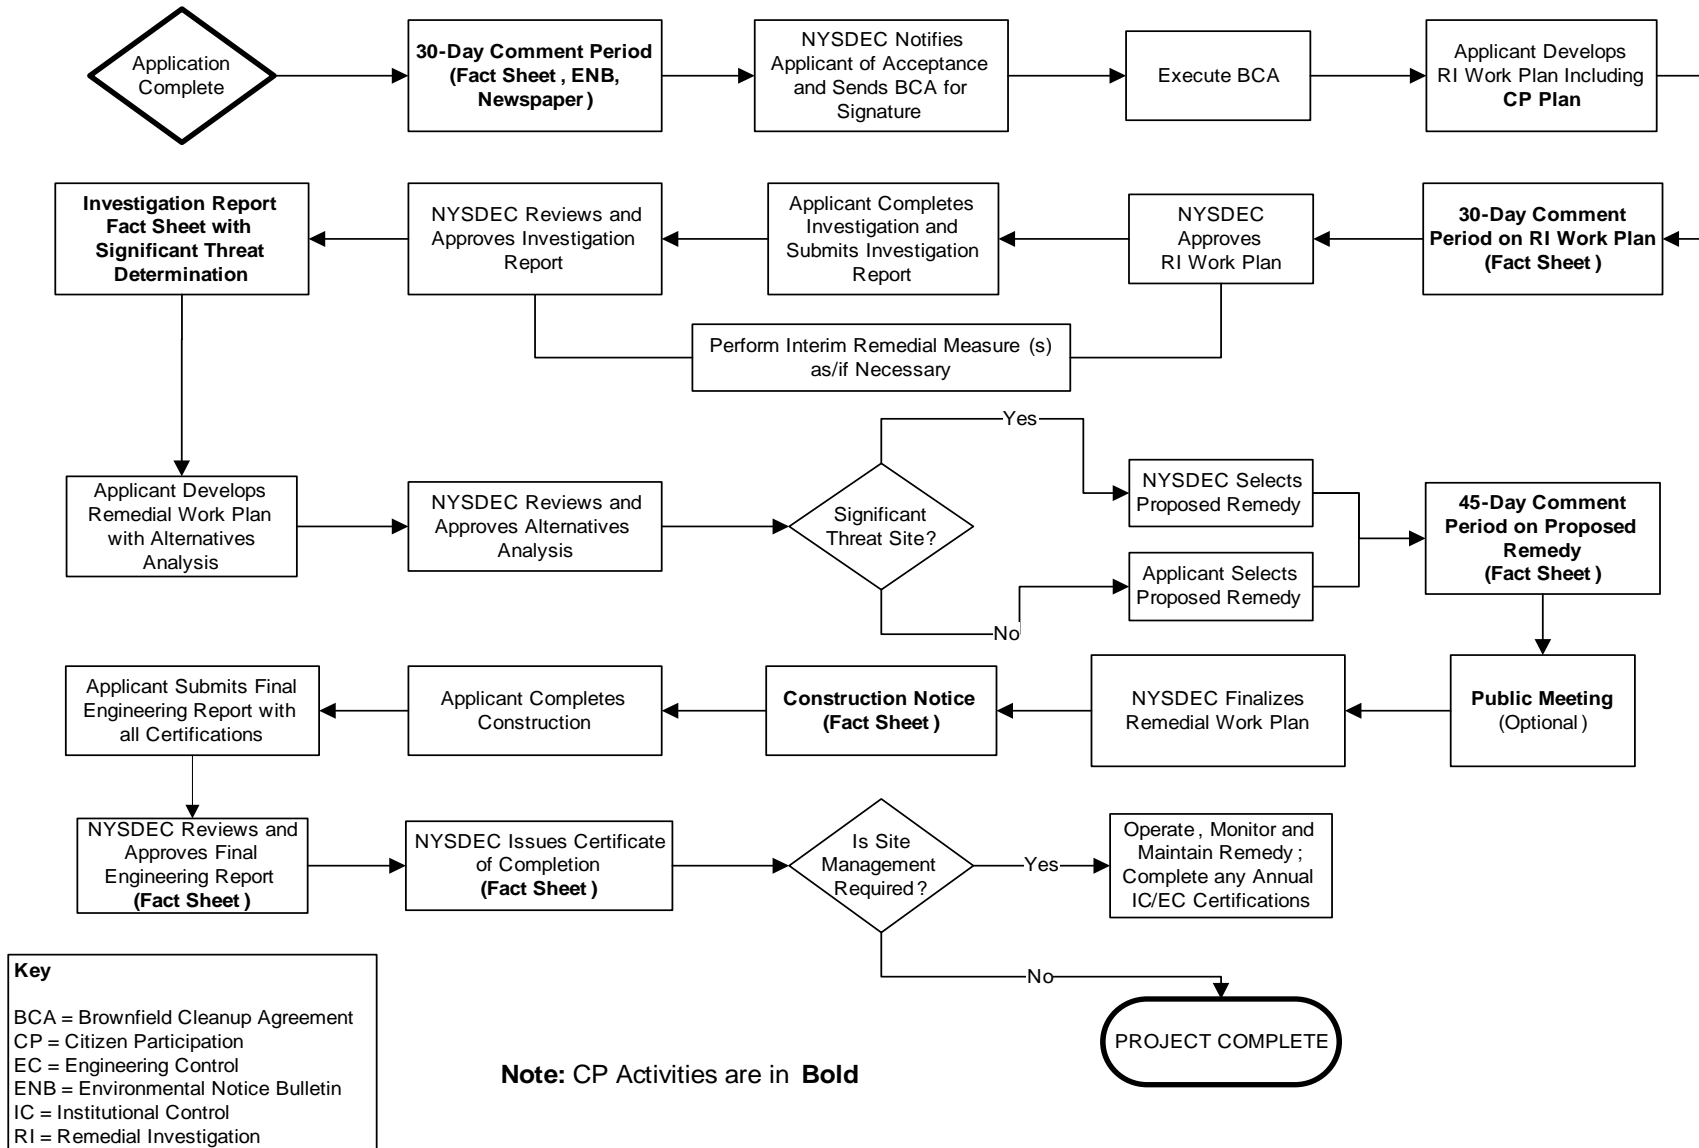 Application
Complete
30-Day Comment Period
(Fact Sheet , ENB,
Newspaper )
NYSDEC Notifies
Applicant of Acceptance
and Sends BCA for
Signature
Execute BCA
Applicant Develops
RI Work Plan Including
CP Plan
Investigation Report
Fact Sheet with
Significant Threat
Determination
NYSDEC Reviews and
Approves Investigation
Report
Applicant Completes
Investigation and
Submits Investigation
Report
NYSDEC
Approves
RI Work Plan
30-Day Comment
Period on RI Work Plan
(Fact Sheet )
Perform Interim Remedial Measure (s)
as/if Necessary
Applicant Develops
Remedial Work Plan
with Alternatives
Analysis
NYSDEC Reviews and
Approves Alternatives
Analysis
Significant
Threat Site?
Yes
No
NYSDEC Selects
Proposed Remedy
Applicant Selects
Proposed Remedy
45-Day Comment
Period on Proposed
Remedy
(Fact Sheet )
Applicant Submits Final
Engineering Report with
all Certifications
Applicant Completes
Construction
Construction Notice
(Fact Sheet )
NYSDEC Finalizes
Remedial Work Plan
Public Meeting
(Optional )
NYSDEC Reviews and
Approves Final
Engineering Report
(Fact Sheet )
NYSDEC Issues Certificate
of Completion
(Fact Sheet )
Is Site
Management
Required?
Yes
Operate , Monitor and
Maintain Remedy ;
Complete any Annual
IC/EC Certifications
No
PROJECT COMPLETE
Key
BCA = Brownfield Cleanup Agreement
CP = Citizen Participation
EC = Engineering Control
ENB = Environmental Notice Bulletin
IC = Institutional Control
RI = Remedial Investigation
Note: CP Activities are in Bold